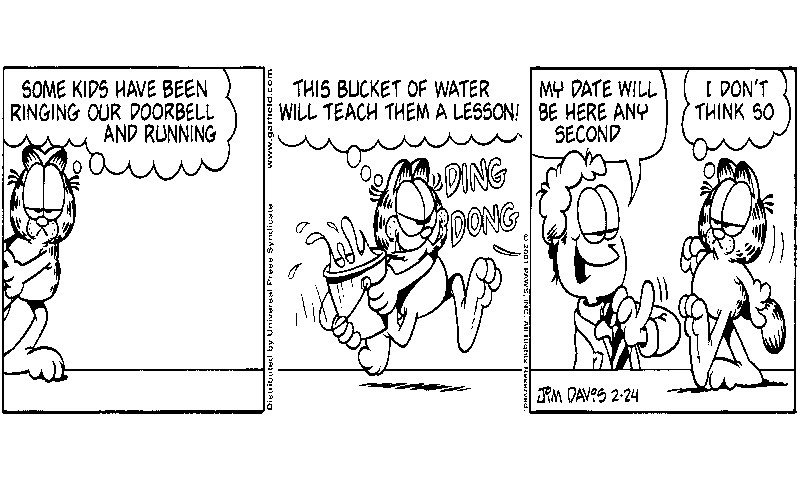 SOME KIDS HAVE BEEN
RINGING OUR DOORBELL
AND RUNNING
www.garfield.com
Distributed by Universal Press Syndicate
THIS BUCKET OF WATER
WILL TEACH THEM A LESSON!
DING
DONG
© 2001 PAWS, INC. All Rights Reserved.
MY DATE WILL
BE HERE ANY
SECOND
I DON'T
THINK SO
JIM DAVIS 2-24